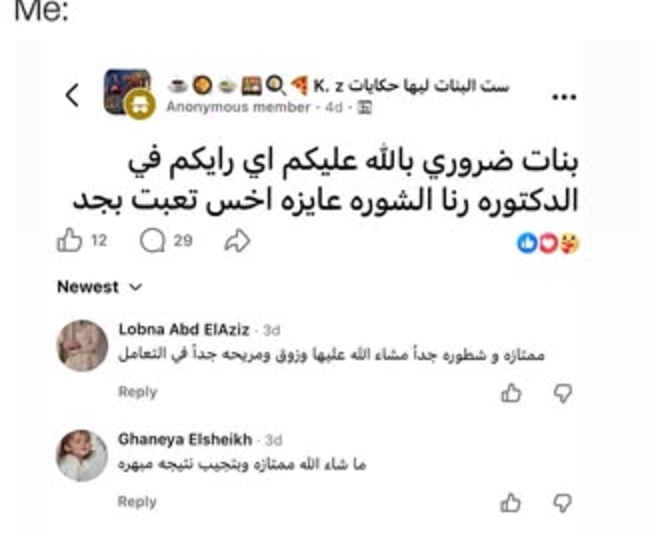 Me:
ست البنات ليها حكايات K. z 🍕🔍🍱🍵🥘☕
Anonymous member · 4d ·
بنات ضروري بالله عليكم اي رايكم في
الدكتوره رنا الشوره عايزه اخس تعبت بجد
12 29
Newest
Lobna Abd ElAziz · 3d
ممتازه و شطوره جداً مشاء الله عليها وزوق ومريحه جداً في التعامل
Reply
Ghaneya Elsheikh · 3d
ما شاء الله ممتازه وبتجيب نتيجه مبهره
Reply